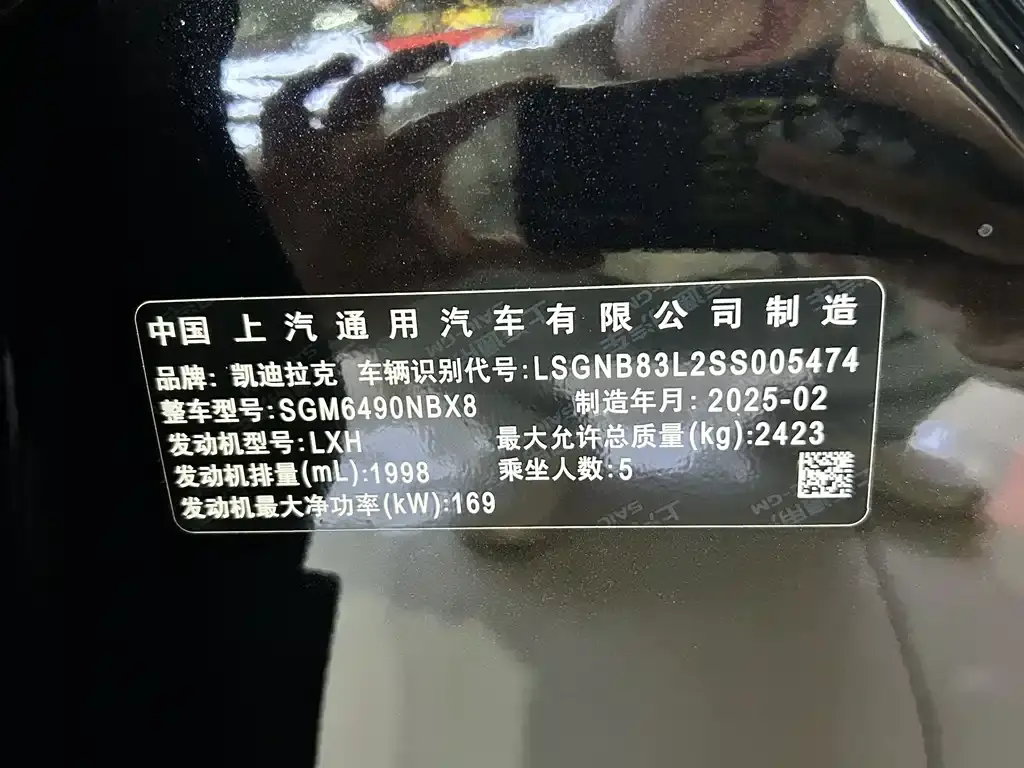 中国 上汽通用汽车有限公司制造
品牌: 凯迪拉克 车辆识别代号:LSGNB83L2SS005474
整车型号:SGM6490NBX8 制造年月: 2025-02
发动机型号:LXH 最大允许总质量(kg):2423
发动机排量(mL):1998 乘坐人数:5
发动机最大净功率(kW):169